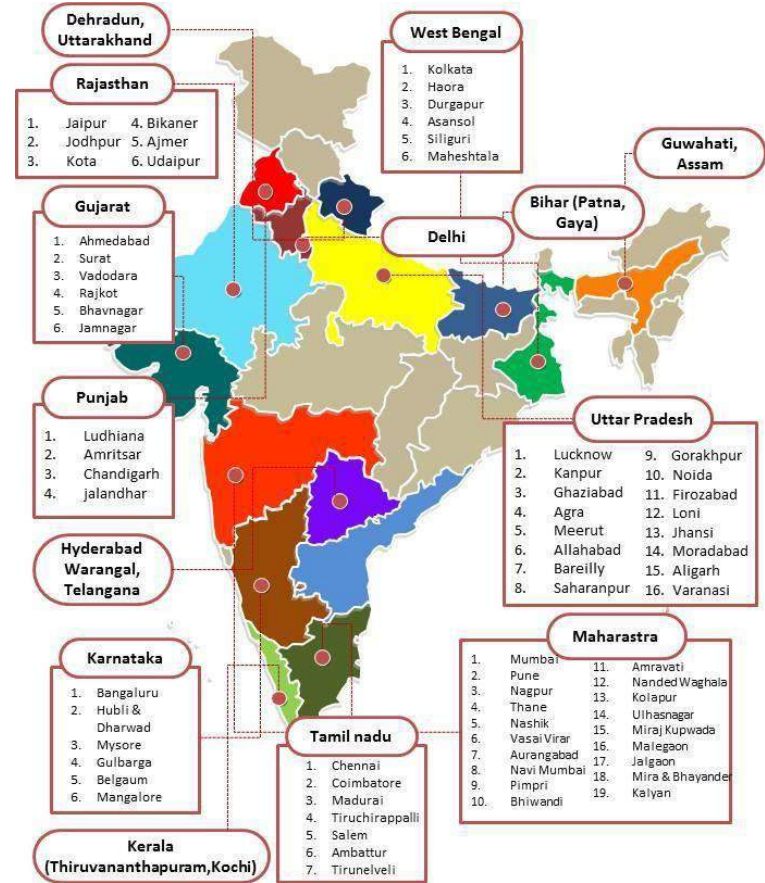 Dehradun,
Uttarakhand
West Bengal
1. Kolkata
2. Haora
3. Durgapur
4. Asansol
5. Siliguri
6. Maheshtala
Rajasthan
1. Jaipur 4. Bikaner
2. Jodhpur 5. Ajmer
3. Kota 6. Udaipur
Guwahati,
Assam
Bihar (Patna,
Gaya)
Delhi
Gujarat
1. Ahmedabad
2. Surat
3. Vadodara
4. Rajkot
5. Bhavnagar
6. Jamnagar
Punjab
1. Ludhiana
2. Amritsar
3. Chandigarh
4. jalandhar
Uttar Pradesh
1. Lucknow 9. Gorakhpur
2. Kanpur 10. Noida
3. Ghaziabad 11. Firozabad
4. Agra 12. Loni
5. Meerut 13. Jhansi
6. Allahabad 14. Moradabad
7. Bareilly 15. Aligarh
8. Saharanpur 16. Varanasi
Hyderabad
Warangal,
Telangana
Karnataka
1. Bangaluru
2. Hubli &
Dharwad
3. Mysore
4. Gulbarga
5. Belgaum
6. Mangalore
Maharastra
1. Mumbai 11. Amravati
2. Pune 12. Nanded Waghala
3. Nagpur 13. Kolapur
4. Thane 14. Ulhasnagar
5. Nashik 15. Miraj Kupwada
6. Vasai Virar 16. Malegaon
7. Aurangabad 17. Jalgaon
8. Navi Mumbai 18. Mira & Bhayander
9. Pimpri 19. Kalyan
10. Bhiwandi
Tamil nadu
1. Chennai
2. Coimbatore
3. Madurai
4. Tiruchirappalli
5. Salem
6. Ambattur
7. Tirunelveli
Kerala
(Thiruvananthapuram,Kochi)